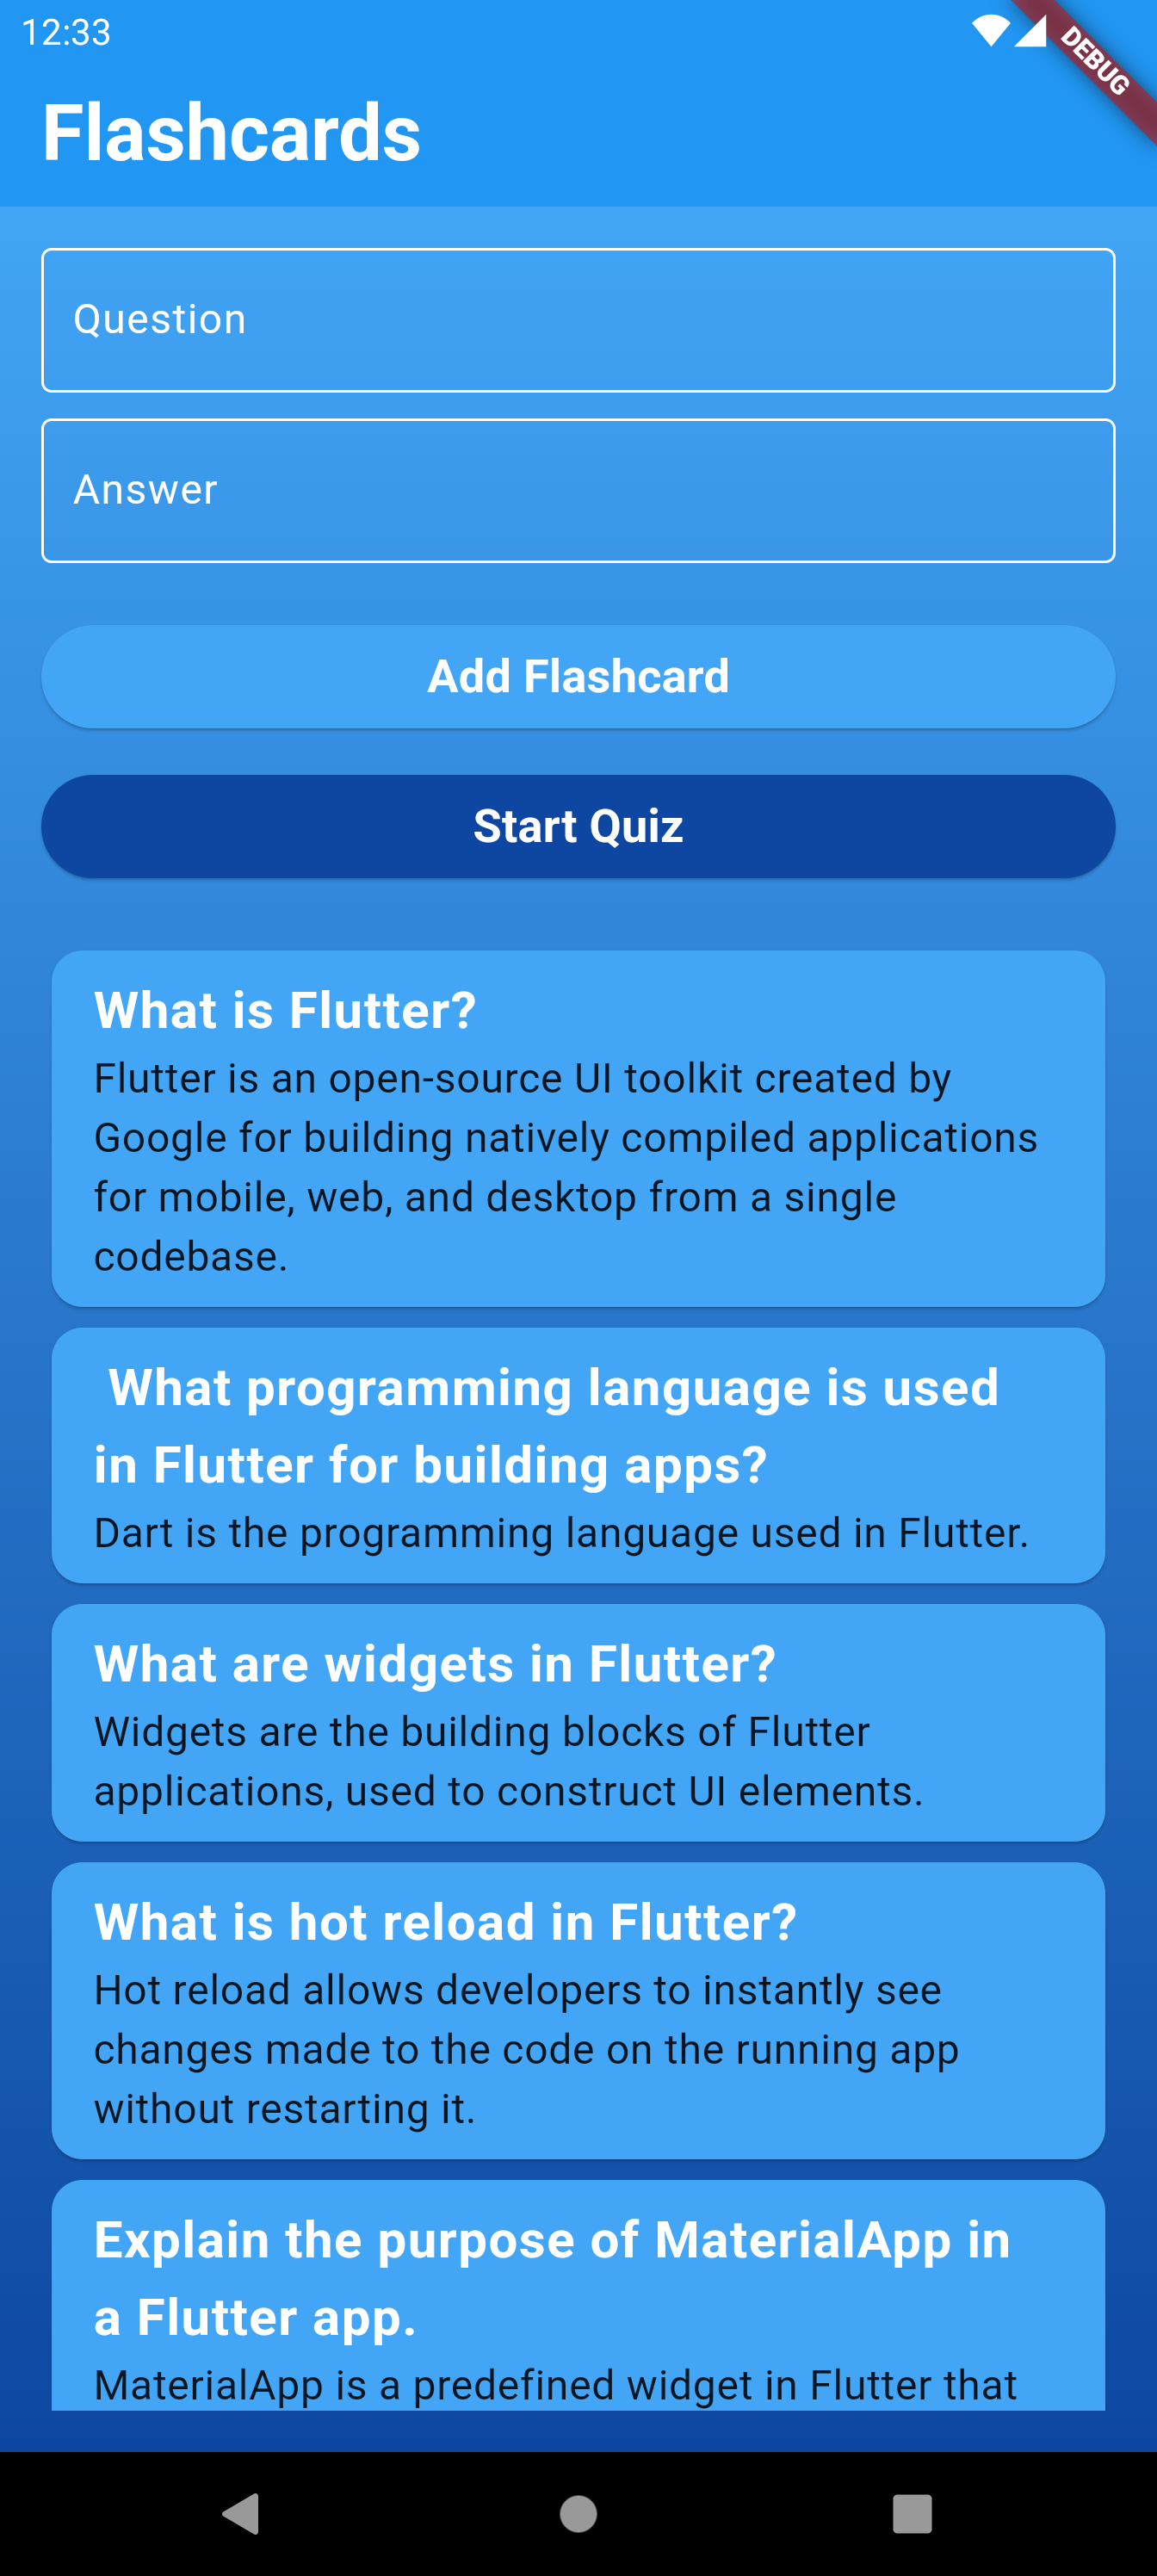 12:33
DEBUG
Flashcards
Question
Answer
Add Flashcard
Start Quiz
What is Flutter?
Flutter is an open-source UI toolkit created by
Google for building natively compiled applications
for mobile, web, and desktop from a single
codebase.
What programming language is used
in Flutter for building apps?
Dart is the programming language used in Flutter.
What are widgets in Flutter?
Widgets are the building blocks of Flutter
applications, used to construct UI elements.
What is hot reload in Flutter?
Hot reload allows developers to instantly see
changes made to the code on the running app
without restarting it.
Explain the purpose of MaterialApp in
a Flutter app.
MaterialApp is a predefined widget in Flutter that